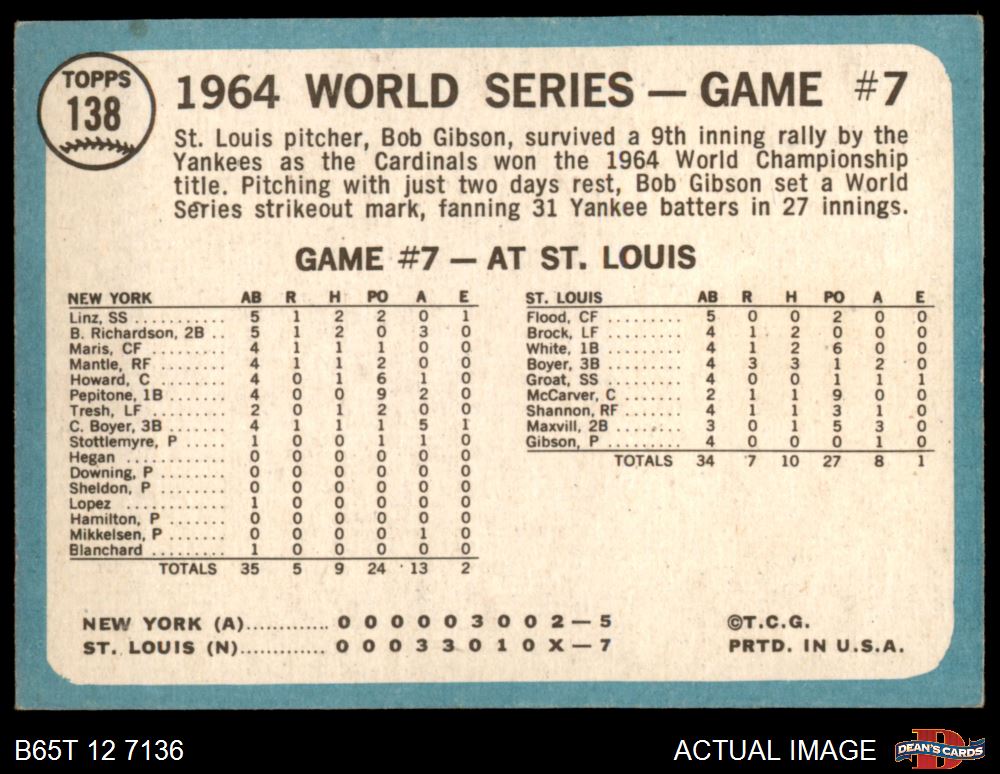 TOPPS
138
1964 WORLD SERIES — GAME #7
St. Louis pitcher, Bob Gibson, survived a 9th inning rally by the
Yankees as the Cardinals won the 1964 World Championship
title. Pitching with just two days rest, Bob Gibson set a World
Series strikeout mark, fanning 31 Yankee batters in 27 innings.
GAME #7 — AT ST. LOUIS
NEW YORK AB R H PO A E
Linz, SS ........... 5 1 2 2 0 1
B. Richardson, 2B .. 5 1 2 0 3 0
Maris, CF .......... 4 1 1 1 0 0
Mantle, RF ......... 4 1 1 2 0 0
Howard, C .......... 4 0 1 6 1 0
Pepitone, 1B ....... 4 0 0 9 2 0
Tresh, LF .......... 2 0 1 2 0 0
C. Boyer, 3B ....... 4 1 1 1 5 1
Stottlemyre, P ..... 1 0 0 1 1 0
Hegan .............. 0 0 0 0 0 0
Downing, P ......... 0 0 0 0 0 0
Sheldon, P ......... 0 0 0 0 0 0
Lopez .............. 1 0 0 0 0 0
Hamilton, P ........ 0 0 0 0 0 0
Mikkelsen, P ....... 0 0 0 0 1 0
Blanchard .......... 1 0 0 0 0 0
TOTALS 35 5 9 24 13 2
ST. LOUIS AB R H PO A E
Flood, CF .......... 5 0 0 2 0 0
Brock, LF .......... 4 1 2 0 0 0
White, 1B .......... 4 1 2 6 0 0
Boyer, 3B .......... 4 3 3 1 2 0
Groat, SS .......... 4 0 0 1 1 1
McCarver, C ........ 2 1 1 9 0 0
Shannon, RF ........ 4 1 1 3 1 0
Maxvill, 2B ........ 3 0 1 5 3 0
Gibson, P .......... 4 0 0 0 1 0
TOTALS 34 7 10 27 8 1
NEW YORK (A)............. 0 0 0 0 0 3 0 0 2 — 5
ST. LOUIS (N)............. 0 0 0 3 3 0 1 0 X — 7
©T.C.G.
PRTD. IN U.S.A.
B65T 12 7136
ACTUAL IMAGE
D
DEAN'S CARDS